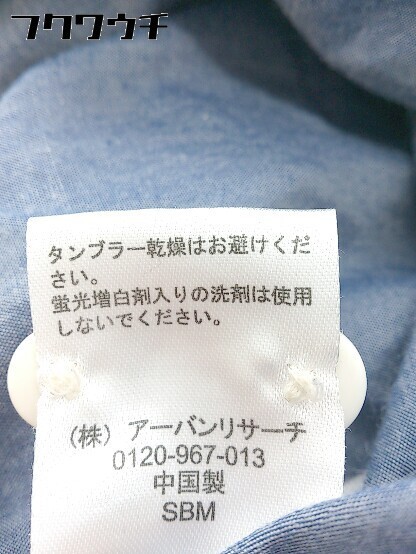 フクワウチ
タンブラー乾燥はお避けくだ
さい。
蛍光増白剤入りの洗剤は使用
しないでください。
（株）アーバンリサーチ
0120-967-013
中国製
SBM